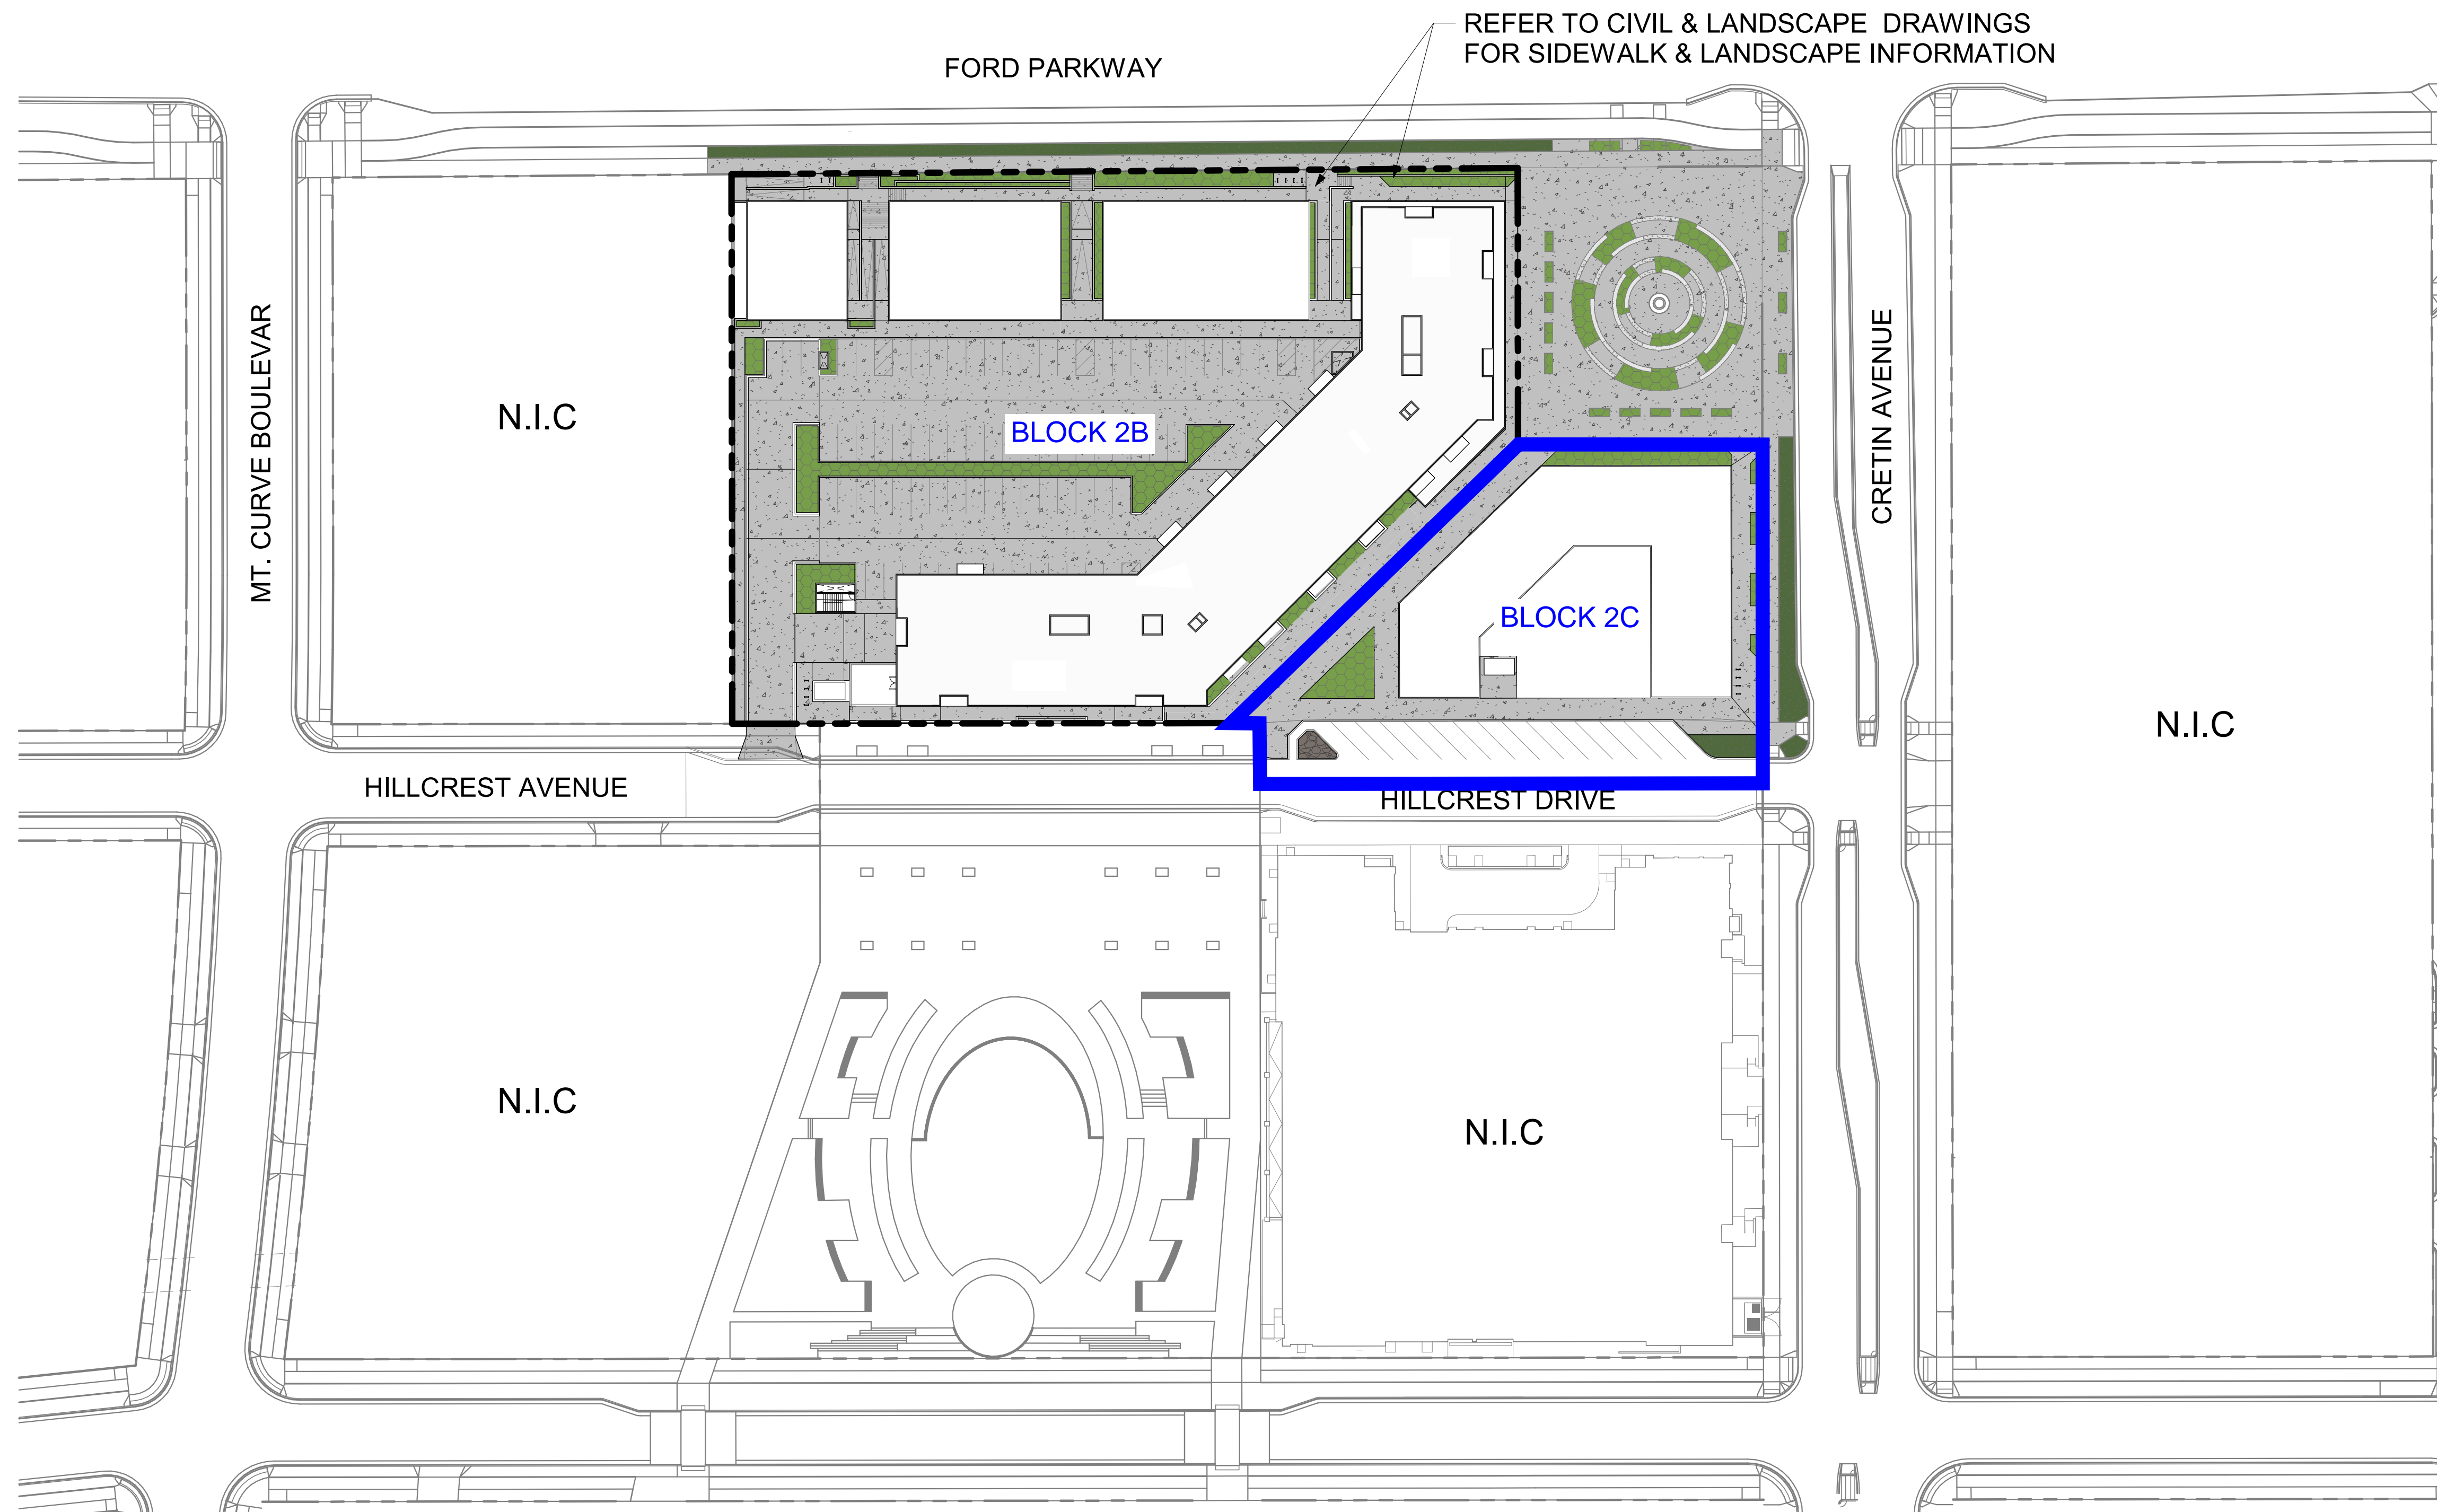 REFER TO CIVIL & LANDSCAPE DRAWINGS
FOR SIDEWALK & LANDSCAPE INFORMATION
FORD PARKWAY
MT. CURVE BOULEVAR
N.I.C
BLOCK 2B
CRETIN AVENUE
BLOCK 2C
N.I.C
HILLCREST AVENUE
HILLCREST DRIVE
N.I.C
N.I.C